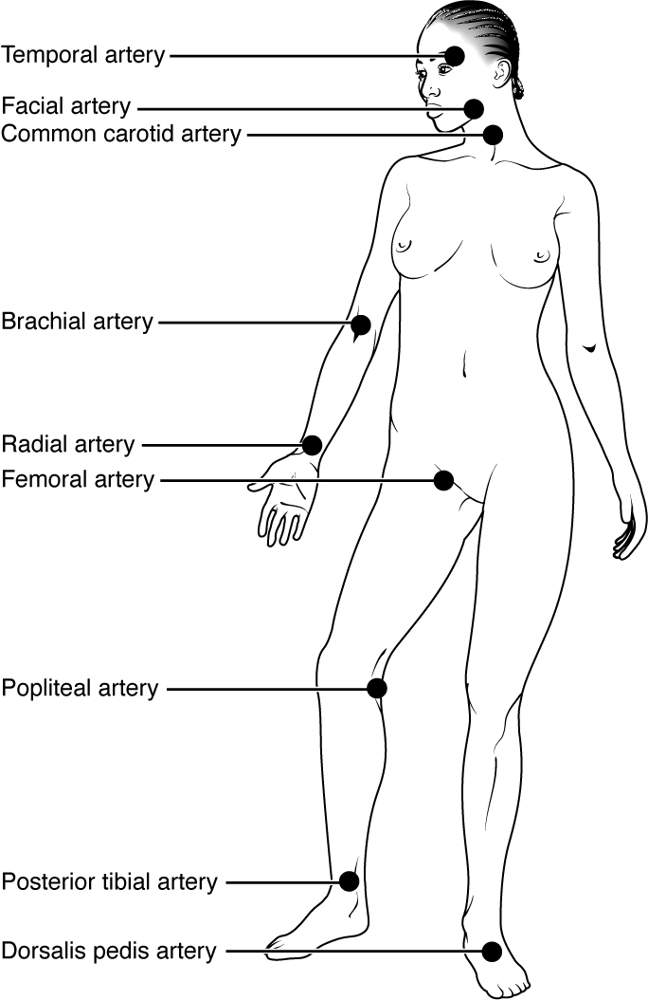 Temporal artery
Facial artery
Common carotid artery
Brachial artery
Radial artery
Femoral artery
Popliteal artery
Posterior tibial artery
Dorsalis pedis artery